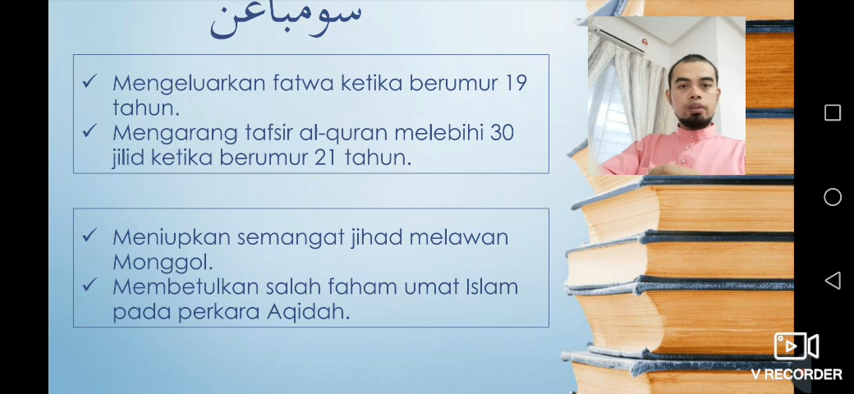 سومباڠن
✓ Mengeluarkan fatwa ketika berumur 19
tahun.
✓ Mengarang tafsir al-quran melebihi 30
jilid ketika berumur 21 tahun.
✓ Meniupkan semangat jihad melawan
Monggol.
✓ Membetulkan salah faham umat Islam
pada perkara Aqidah.
V RECORDER